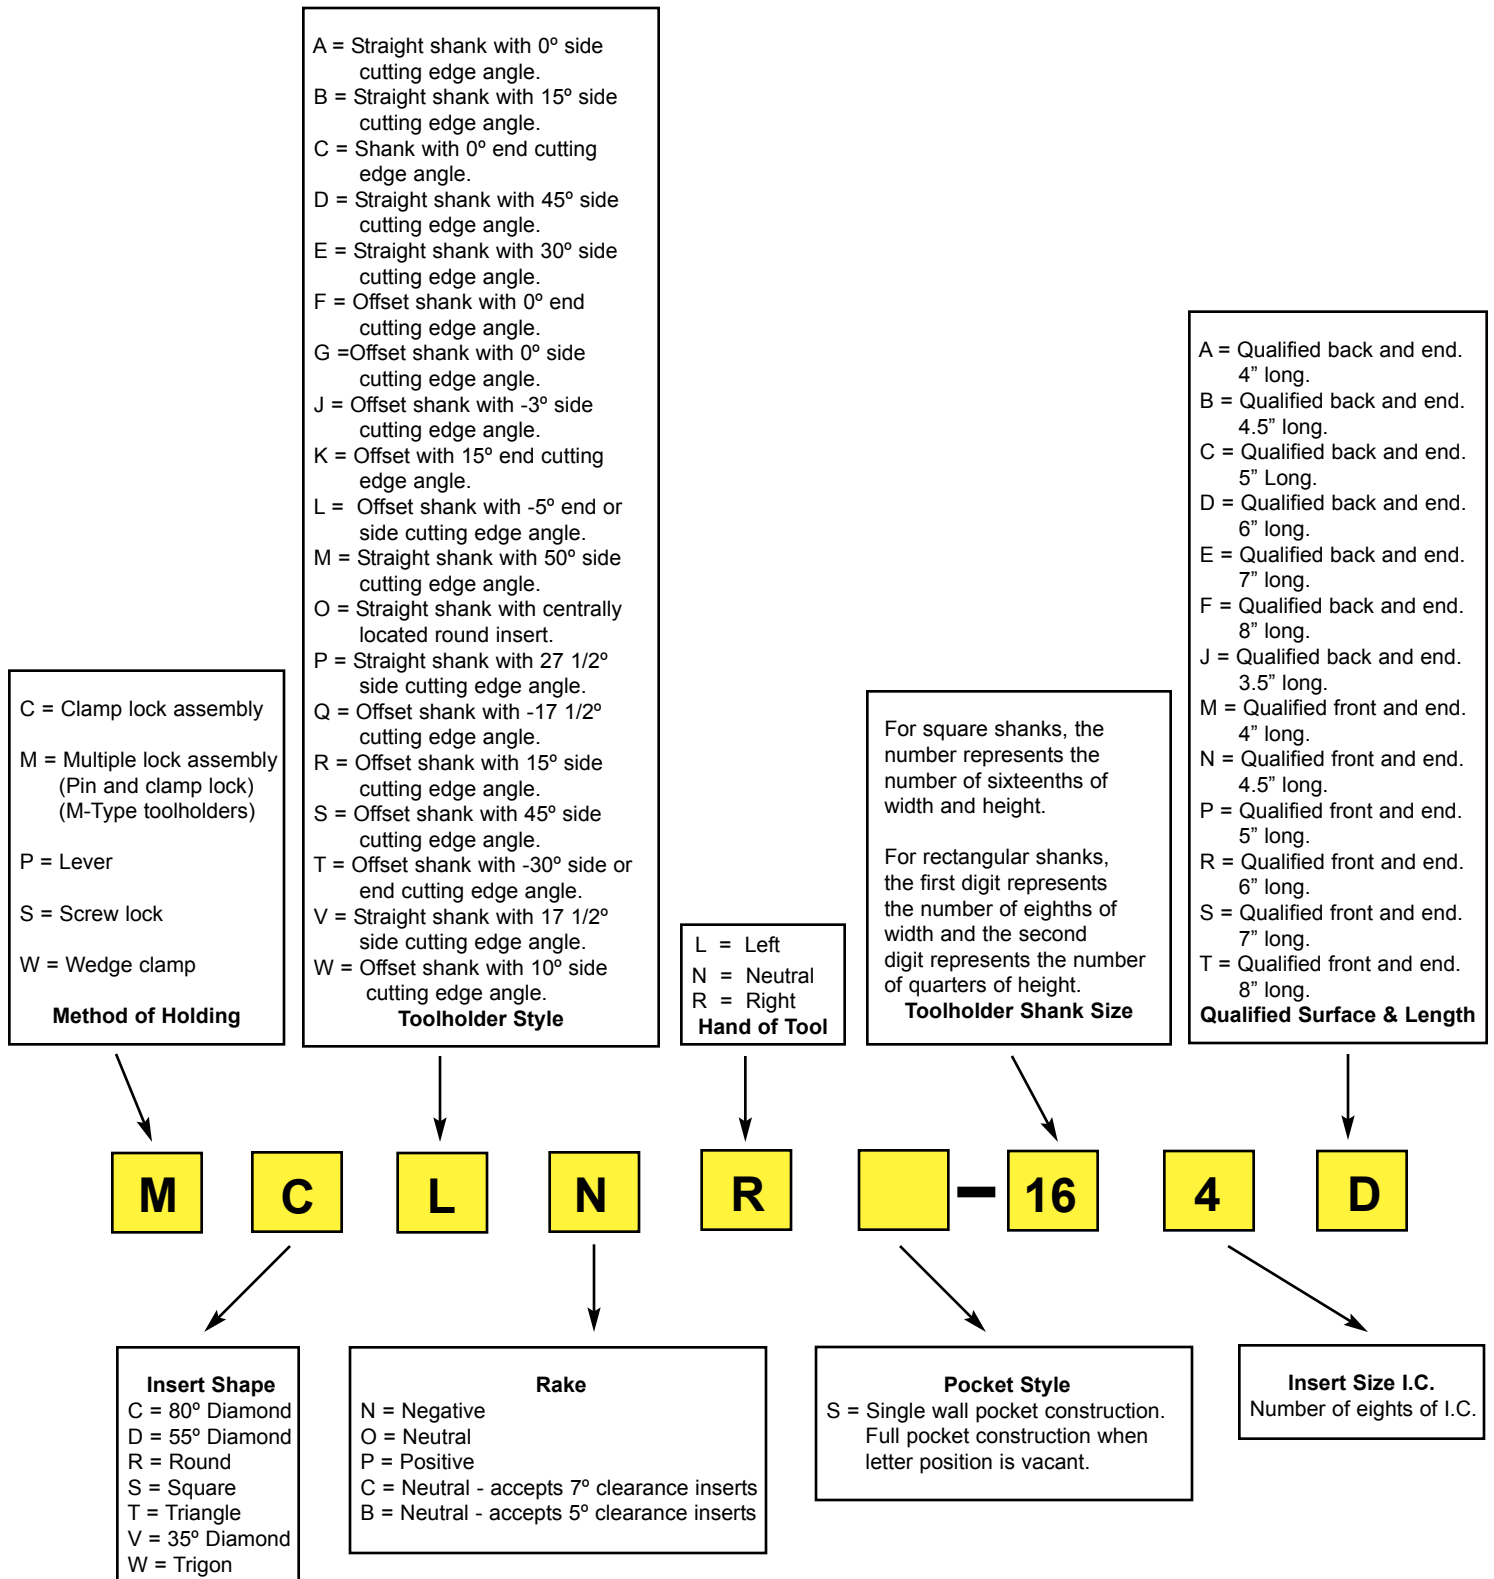 A = Straight shank with 0º side
cutting edge angle.
B = Straight shank with 15º side
cutting edge angle.
C = Shank with 0º end cutting
edge angle.
D = Straight shank with 45º side
cutting edge angle.
E = Straight shank with 30º side
cutting edge angle.
F = Offset shank with 0º end
cutting edge angle.
G =Offset shank with 0º side
cutting edge angle.
J = Offset shank with -3º side
cutting edge angle.
K = Offset with 15º end cutting
edge angle.
L = Offset shank with -5º end or
side cutting edge angle.
M = Straight shank with 50º side
cutting edge angle.
O = Straight shank with centrally
located round insert.
P = Straight shank with 27 1/2º
side cutting edge angle.
Q = Offset shank with -17 1/2º
cutting edge angle.
R = Offset shank with 15º side
cutting edge angle.
S = Offset shank with 45º side
cutting edge angle.
T = Offset shank with -30º side or
end cutting edge angle.
V = Straight shank with 17 1/2º
side cutting edge angle.
W = Offset shank with 10º side
cutting edge angle.
Toolholder Style
A = Qualified back and end.
4” long.
B = Qualified back and end.
4.5” long.
C = Qualified back and end.
5” Long.
D = Qualified back and end.
6” long.
E = Qualified back and end.
7” long.
F = Qualified back and end.
8” long.
J = Qualified back and end.
3.5” long.
M = Qualified front and end.
4” long.
N = Qualified front and end.
4.5” long.
P = Qualified front and end.
5” long.
R = Qualified front and end.
6” long.
S = Qualified front and end.
7” long.
T = Qualified front and end.
8” long.
Qualified Surface & Length
C = Clamp lock assembly
M = Multiple lock assembly
(Pin and clamp lock)
(M-Type toolholders)
P = Lever
S = Screw lock
W = Wedge clamp
Method of Holding
L = Left
N = Neutral
R = Right
Hand of Tool
For square shanks, the
number represents the
number of sixteenths of
width and height.
For rectangular shanks,
the first digit represents
the number of eighths of
width and the second
digit represents the number
of quarters of height.
Toolholder Shank Size
M C L N R - 16 4 D
Insert Shape
C = 80º Diamond
D = 55º Diamond
R = Round
S = Square
T = Triangle
V = 35º Diamond
W = Trigon
Rake
N = Negative
O = Neutral
P = Positive
C = Neutral - accepts 7º clearance inserts
B = Neutral - accepts 5º clearance inserts
Pocket Style
S = Single wall pocket construction.
Full pocket construction when
letter position is vacant.
Insert Size I.C.
Number of eights of I.C.